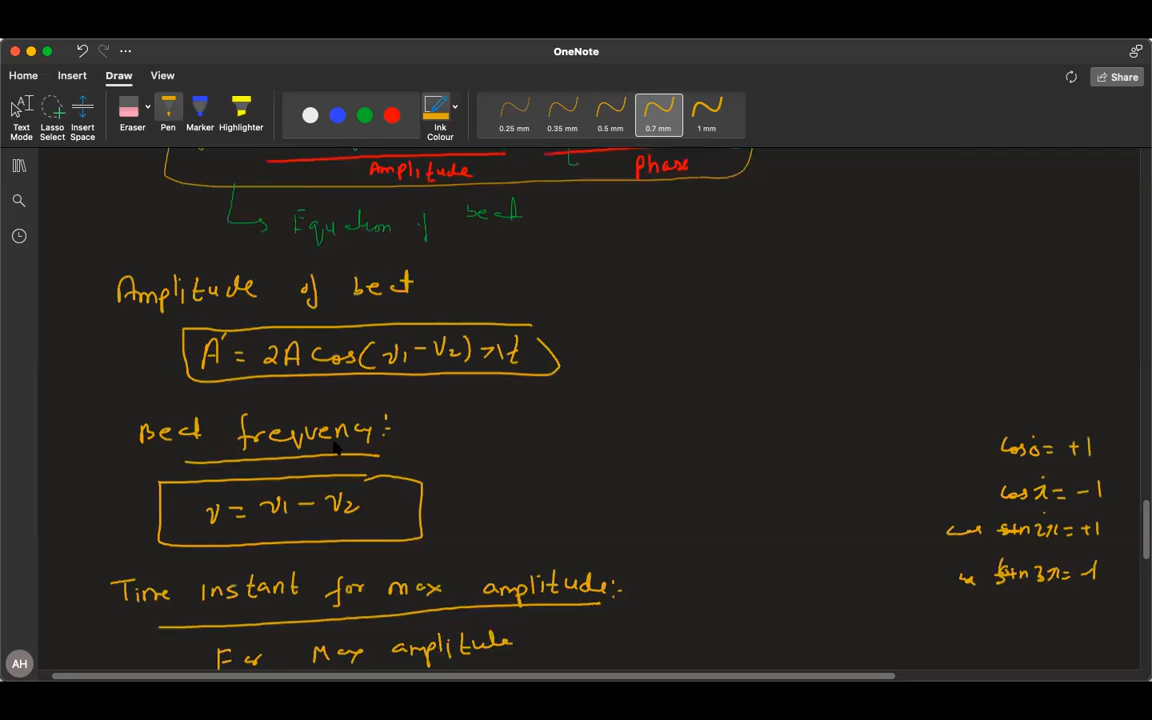 OneNote
Home Insert Draw View
Share
Text Mode
Lasso Select
Insert Space
Eraser
Pen
Marker
Highlighter
Ink Colour
0.25 mm
0.35 mm
0.5 mm
0.7 mm
1 mm
Amplitude
t
Phase
Equation of beat
Amplitude of beat
A' = 2A Cos(ν1 - ν2)πt
Beat frequency:
ν = ν1 - ν2
Time instant for max amplitude:
For Max amplitude
cos0 = +1
cosπ = -1
cos 2π = +1
cos 3π = -1
AH